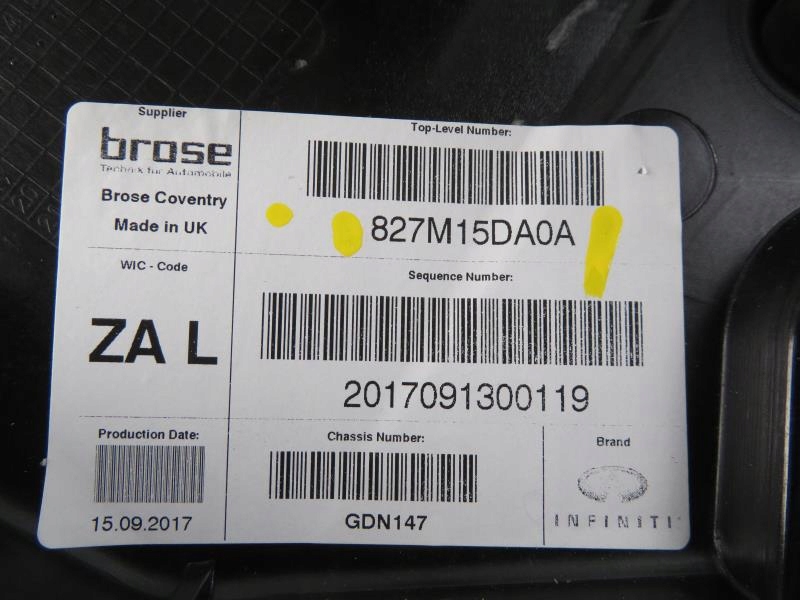 Supplier
brose
Technik für Automobile
Brose Coventry
Made in UK
Top-Level Number:
827M15DA0A
WIC - Code
ZA L
Sequence Number:
2017091300119
Production Date:
15.09.2017
Chassis Number:
GDN147
Brand
INFINITI